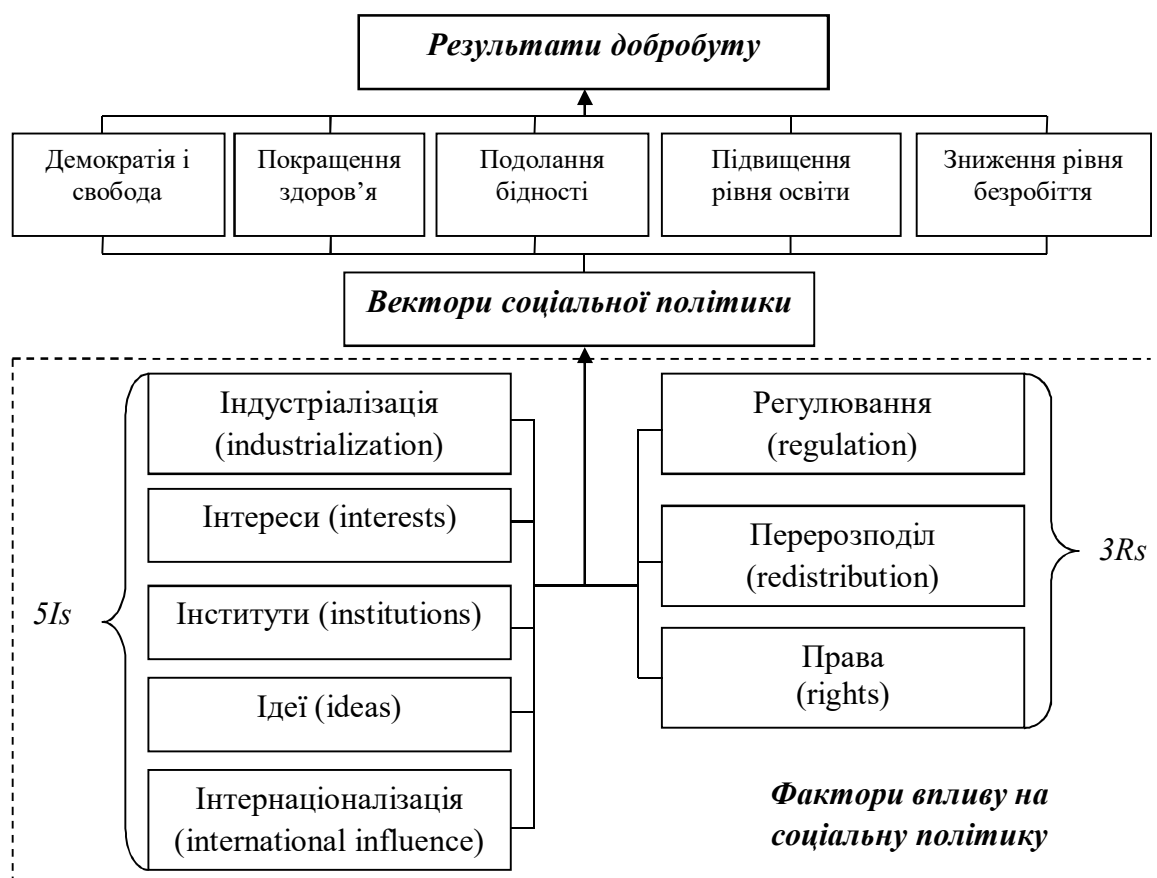 Результати добробуту
Демократія і
свобода
Покращення
здоров’я
Подолання
бідності
Підвищення
рівня освіти
Зниження рівня
безробіття
Вектори соціальної політики
5Is
Індустріалізація
(industrialization)
Інтереси (interests)
Інститути (institutions)
Ідеї (ideas)
Інтернаціоналізація
(international influence)
Регулювання
(regulation)
Перерозподіл
(redistribution)
Права
(rights)
3Rs
Фактори впливу на
соціальну політику